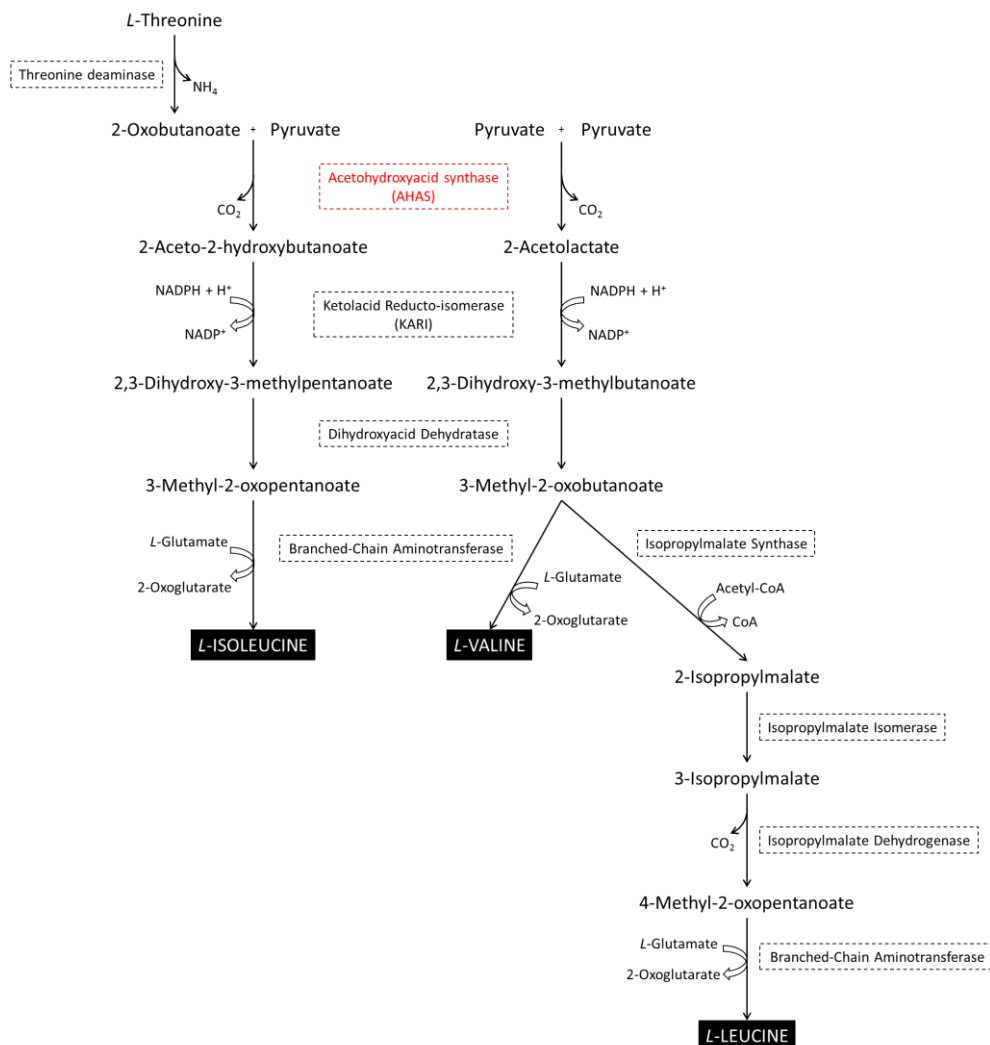 L-Threonine
Threonine deaminase
NH₄
2-Oxobutanoate + Pyruvate
Pyruvate + Pyruvate
Acetohydroxyacid synthase
(AHAS)
CO₂
CO₂
2-Aceto-2-hydroxybutanoate
2-Acetolactate
NADPH + H⁺
NADPH + H⁺
Ketolacid Reducto-isomerase
(KARI)
NADP⁺
NADP⁺
2,3-Dihydroxy-3-methylpentanoate
2,3-Dihydroxy-3-methylbutanoate
Dihydroxyacid Dehydratase
3-Methyl-2-oxopentanoate
3-Methyl-2-oxobutanoate
L-Glutamate
Branched-Chain Aminotransferase
Isopropylmalate Synthase
2-Oxoglutarate
L-Glutamate
Acetyl-CoA
2-Oxoglutarate
CoA
L-ISOLEUCINE
L-VALINE
2-Isopropylmalate
Isopropylmalate Isomerase
3-Isopropylmalate
CO₂
Isopropylmalate Dehydrogenase
4-Methyl-2-oxopentanoate
L-Glutamate
Branched-Chain Aminotransferase
2-Oxoglutarate
L-LEUCINE